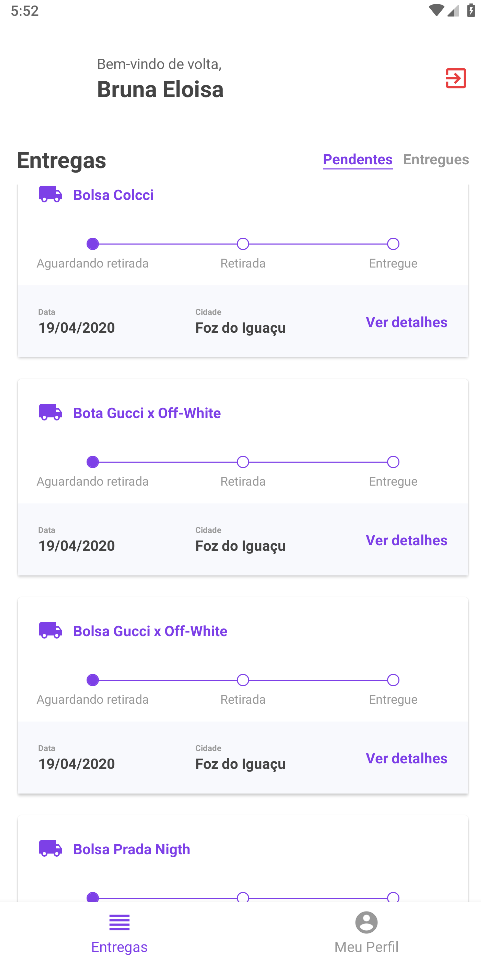 5:52
Bem-vindo de volta,
Bruna Eloisa
Entregas
Pendentes Entregues
Bolsa Colcci
Aguardando retirada Retirada Entregue
Data Cidade
19/04/2020 Foz do Iguaçu Ver detalhes
Bota Gucci x Off-White
Aguardando retirada Retirada Entregue
Data Cidade
19/04/2020 Foz do Iguaçu Ver detalhes
Bolsa Gucci x Off-White
Aguardando retirada Retirada Entregue
Data Cidade
19/04/2020 Foz do Iguaçu Ver detalhes
Bolsa Prada Nigth
Entregas Meu Perfil